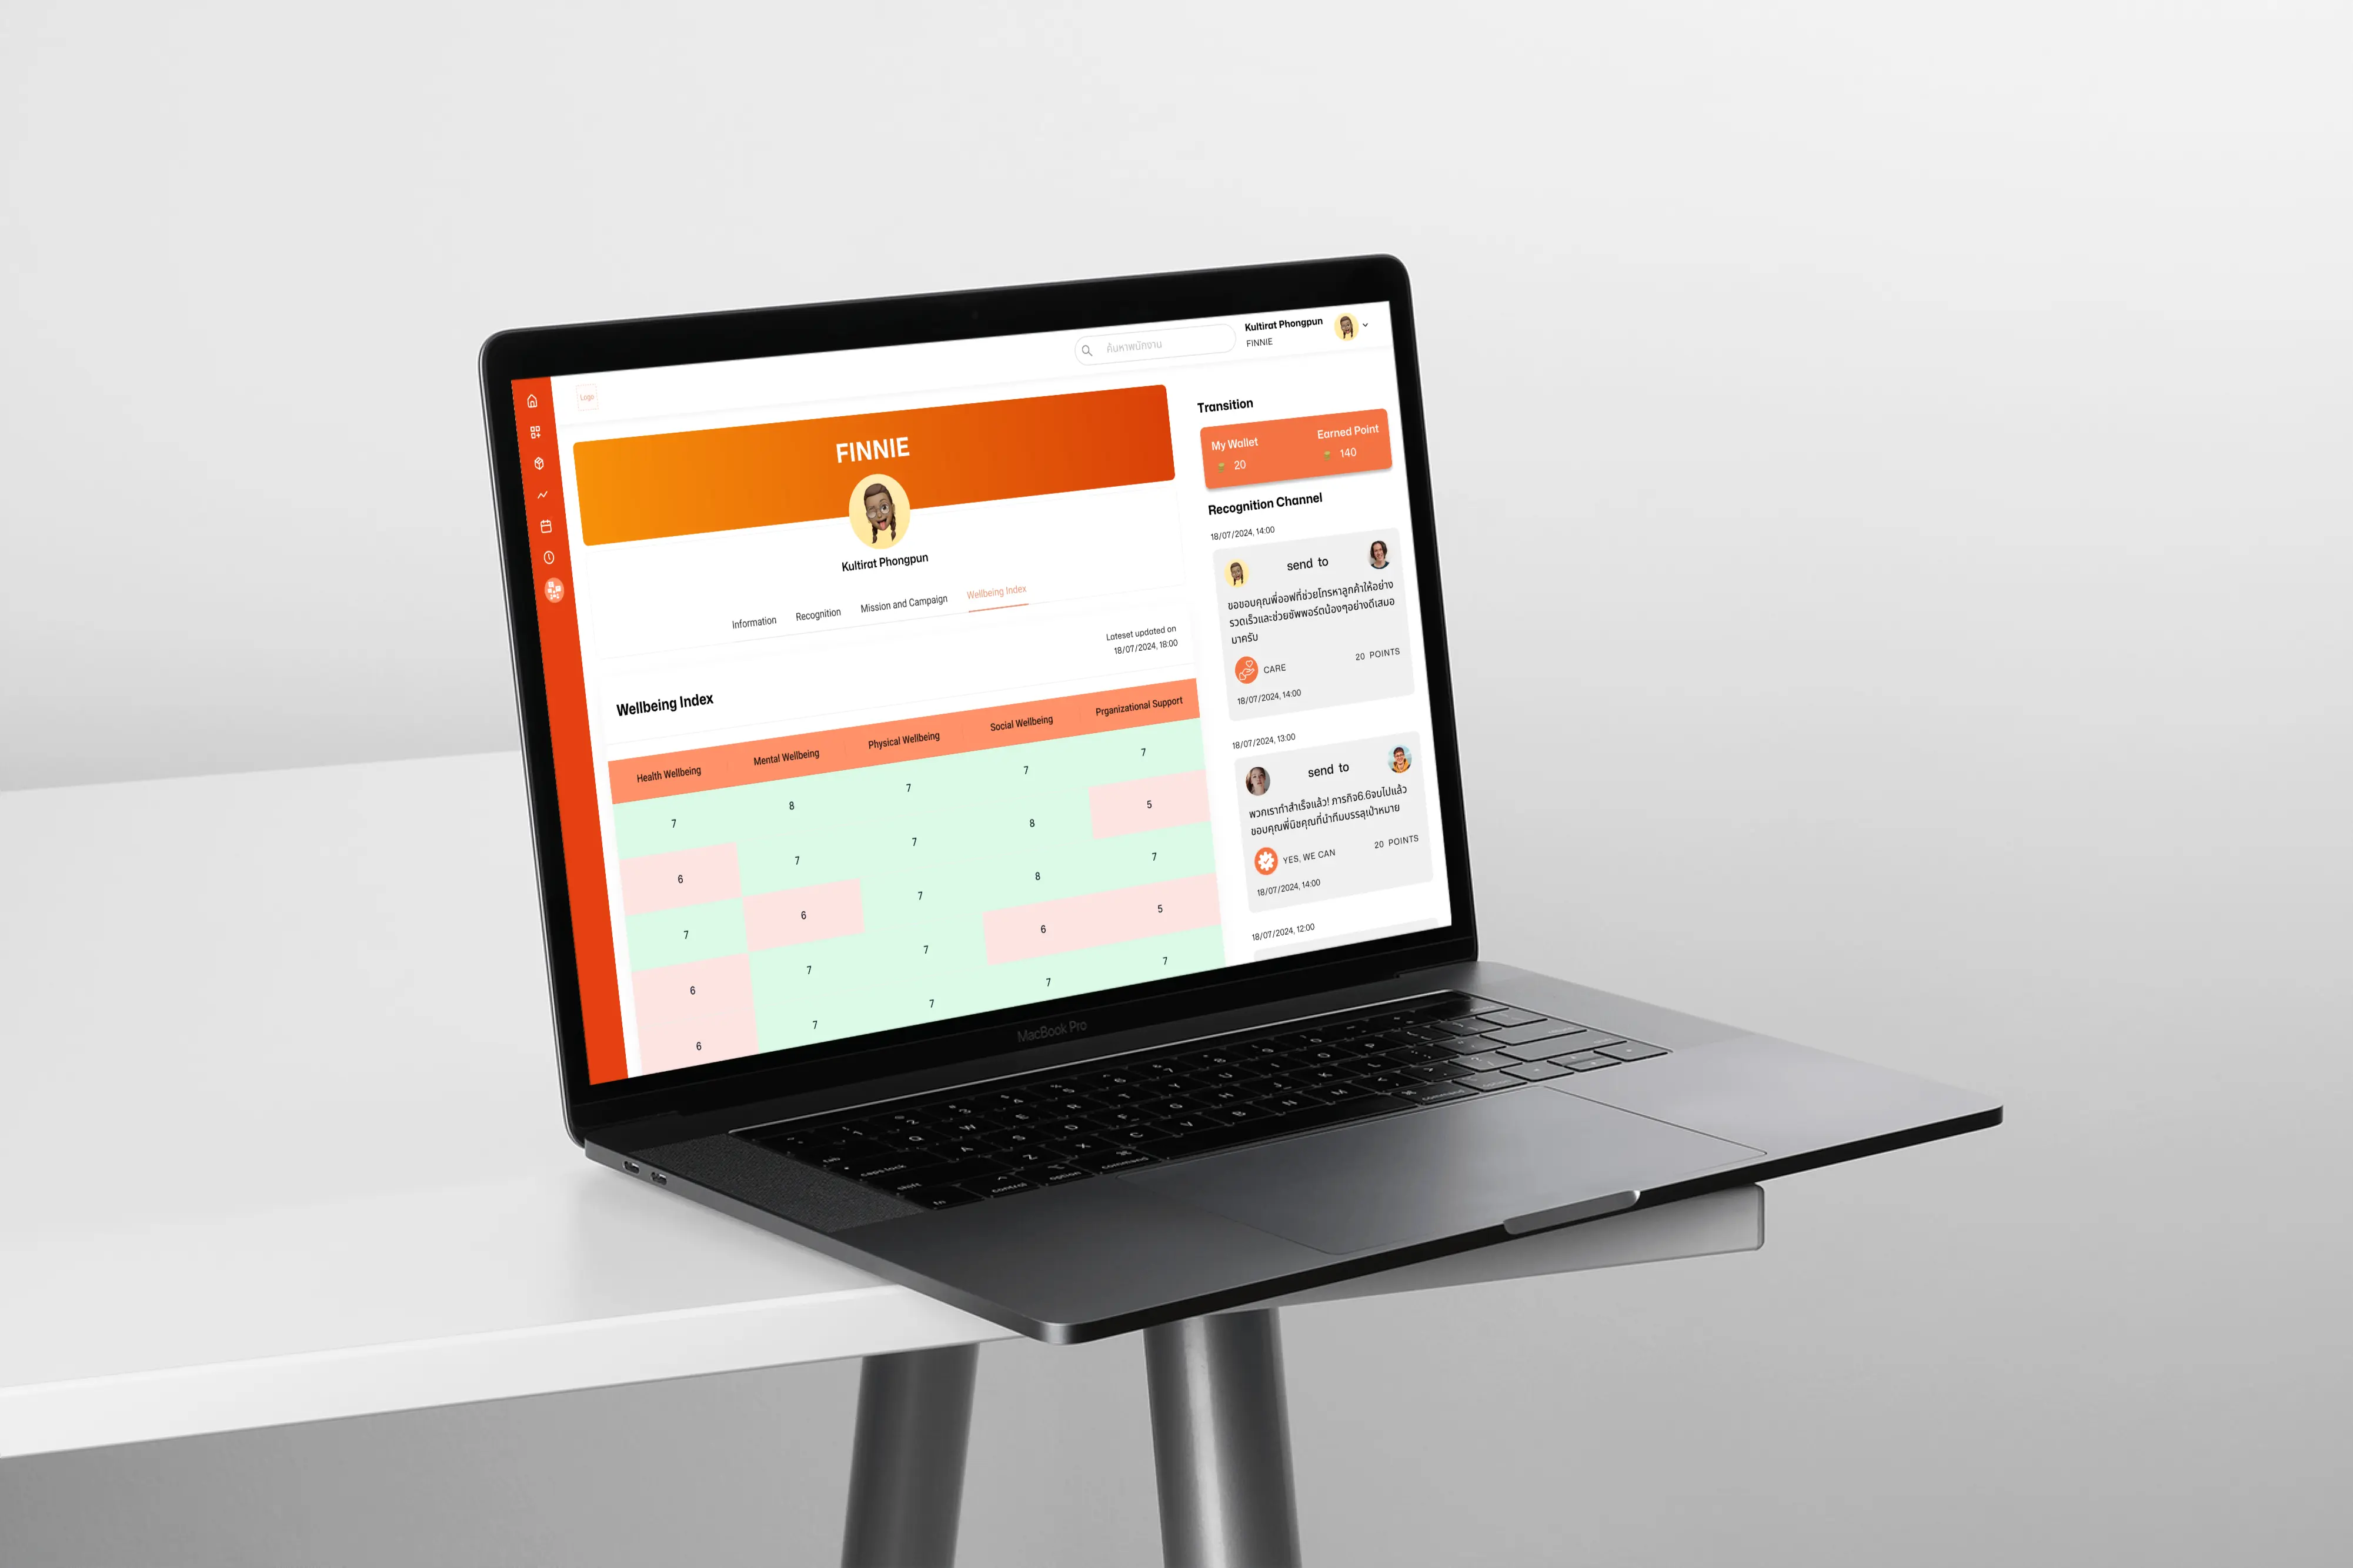 Logo
ค้นหาพนักงาน
Kultirat Phongpun
FINNIE
FINNIE
Kultirat Phongpun
Information
Recognition
Mission and Campaign
Wellbeing Index
Lateset updated on
18/07/2024, 18:00
Wellbeing Index
Health Wellbeing
Mental Wellbeing
Physical Wellbeing
Social Wellbeing
Prganizational Support
7 8 7 7 7
6 7 7 8 5
7 6 7 8 7
6 7 7 6 5
6 7 7 7 7
Transition
My Wallet
20
Earned Point
140
Recognition Channel
18/07/2024, 14:00
send to
ขอขอบคุณพี่ออฟที่ช่วยโทรหาลูกค้าให้อย่าง
รวดเร็วและช่วยซัพพอร์ตน้องๆอย่างดีเสมอ
มาครับ
CARE
20 POINTS
18/07/2024, 14:00
18/07/2024, 13:00
send to
พวกเราทำสำเร็จแล้ว! ภารกิจ6.6จบไปแล้ว
ขอบคุณพี่มิชคุณที่นำทีมบรรลุเป้าหมาย
YES, WE CAN
20 POINTS
18/07/2024, 14:00
18/07/2024, 12:00
MacBook Pro
tab
caps lock
shift
fn
control
option
command
command
Q W E R T Y U I O P
A S D F G H J K L
Z X C V B N M